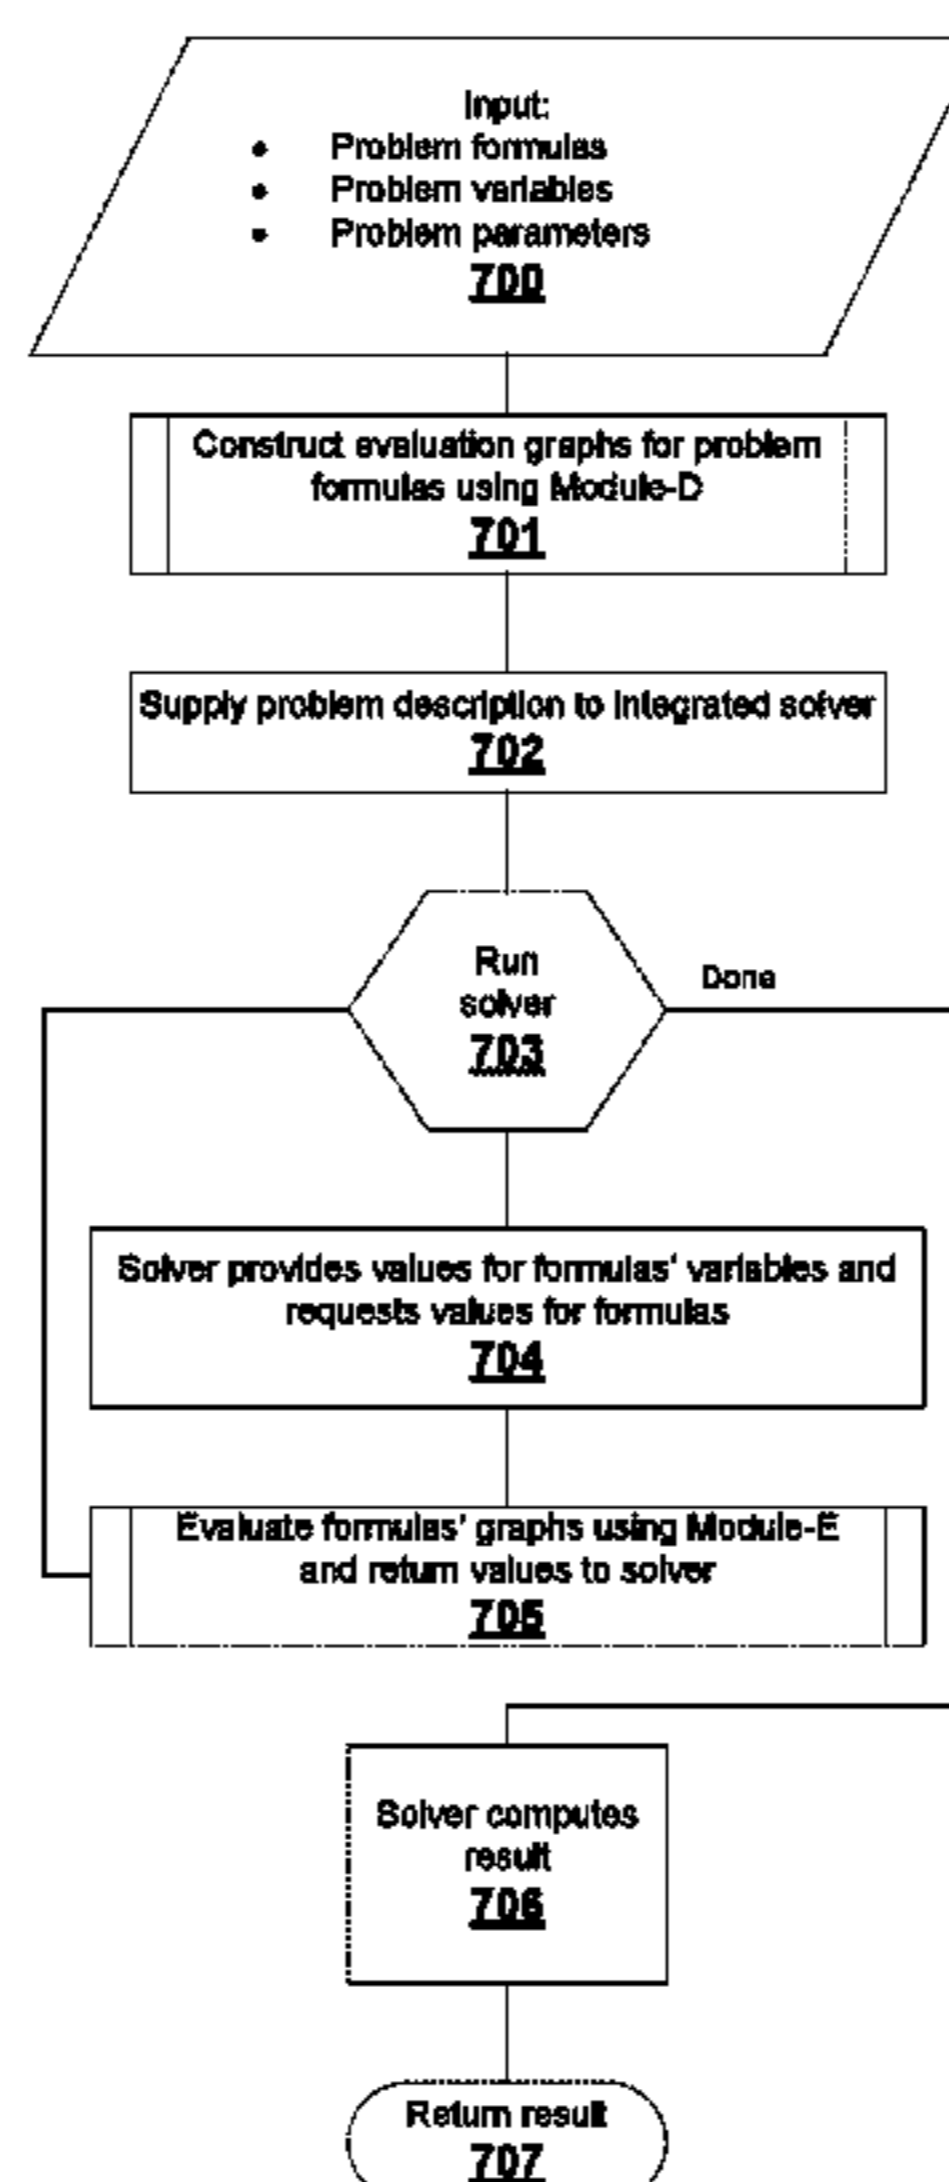 Input:
• Problem formulas
• Problem variables
• Problem parameters
700
Construct evaluation graphs for problem
formulas using Module-D
701
Supply problem description to integrated solver
702
Run
solver
703
Done
Solver provides values for formulas' variables and
requests values for formulas
704
Evaluate formulas' graphs using Module-E
and return values to solver
705
Solver computes
result
706
Return result
707